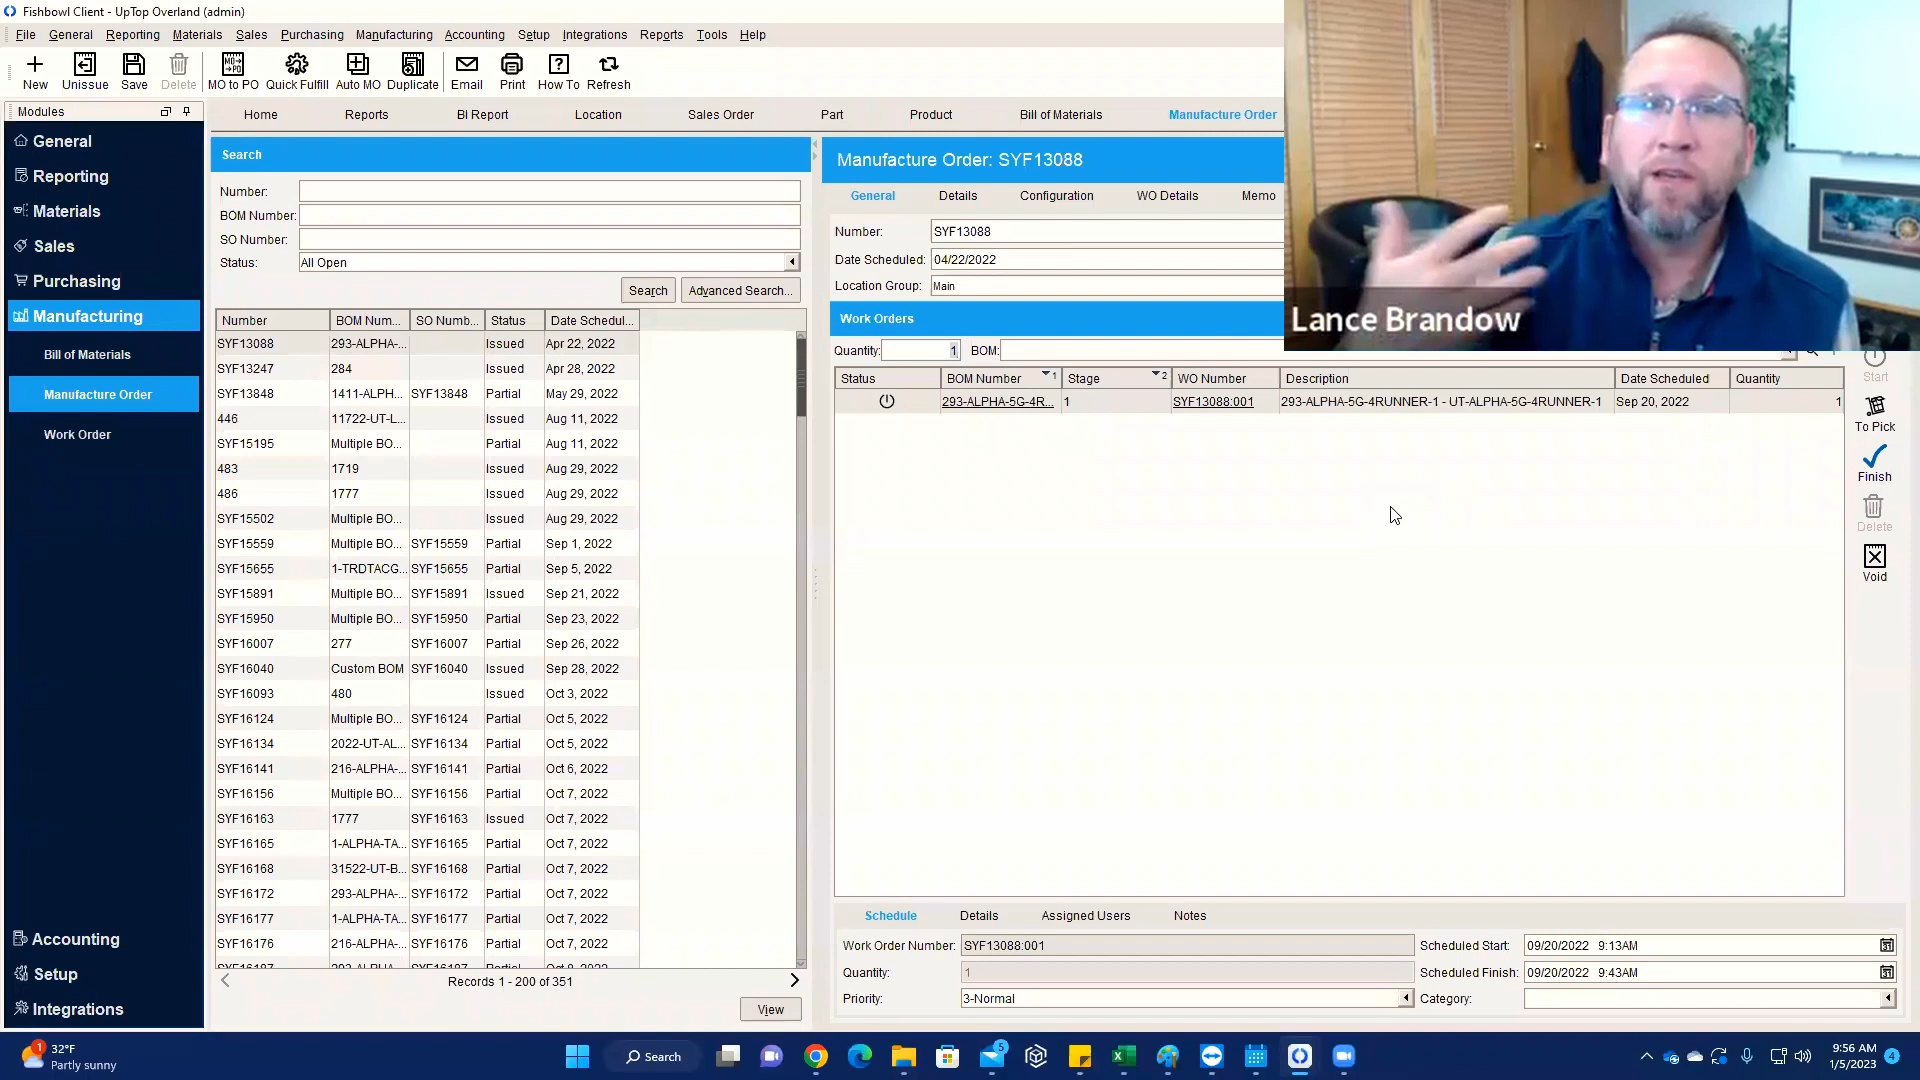 Fishbowl Client - UpTop Overland (admin)
File General Reporting Materials Sales Purchasing Manufacturing Accounting Setup Integrations Reports Tools Help
New Unissue Save Delete MO to PO Quick Fulfill Auto MO Duplicate Email Print How To Refresh
Modules
General
Reporting
Materials
Sales
Purchasing
Manufacturing
Bill of Materials
Manufacture Order
Work Order
Accounting
Setup
Integrations
Home Reports BI Report Location Sales Order Part Product Bill of Materials Manufacture Order
Search
Number:
BOM Number:
SO Number:
Status: All Open
Search Advanced Search...
Number BOM Num... SO Numb... Status Date Schedul...
SYF13088 293-ALPHA-... Issued Apr 22, 2022
SYF13247 284 Issued Apr 28, 2022
SYF13848 1411-ALPH... SYF13848 Partial May 29, 2022
446 11722-UT-L... Issued Aug 11, 2022
SYF15195 Multiple BO... Partial Aug 11, 2022
483 1719 Issued Aug 29, 2022
486 1777 Issued Aug 29, 2022
SYF15502 Multiple BO... Issued Aug 29, 2022
SYF15559 Multiple BO... SYF15559 Partial Sep 1, 2022
SYF15655 1-TRDTACG... SYF15655 Partial Sep 5, 2022
SYF15891 Multiple BO... SYF15891 Issued Sep 21, 2022
SYF15950 Multiple BO... SYF15950 Partial Sep 23, 2022
SYF16007 277 SYF16007 Partial Sep 26, 2022
SYF16040 Custom BOM SYF16040 Issued Sep 28, 2022
SYF16093 480 Issued Oct 3, 2022
SYF16124 Multiple BO... SYF16124 Partial Oct 5, 2022
SYF16134 2022-UT-AL... SYF16134 Partial Oct 5, 2022
SYF16141 216-ALPHA-... SYF16141 Partial Oct 6, 2022
SYF16156 Multiple BO... SYF16156 Partial Oct 7, 2022
SYF16163 1777 SYF16163 Issued Oct 7, 2022
SYF16165 1-ALPHA-TA... SYF16165 Partial Oct 7, 2022
SYF16168 31522-UT-B... SYF16168 Partial Oct 7, 2022
SYF16172 293-ALPHA-... SYF16172 Partial Oct 7, 2022
SYF16177 1-ALPHA-TA... SYF16177 Partial Oct 7, 2022
SYF16176 216-ALPHA-... SYF16176 Partial Oct 7, 2022
Records 1 - 200 of 351
View
Manufacture Order: SYF13088
General Details Configuration WO Details Memo
Number: SYF13088
Date Scheduled: 04/22/2022
Location Group: Main
Lance Brandow
Work Orders
Quantity: 1 BOM:
Status BOM Number 1 Stage 2 WO Number Description Date Scheduled Quantity
293-ALPHA-5G-4R... 1 SYF13088:001 293-ALPHA-5G-4RUNNER-1 - UT-ALPHA-5G-4RUNNER-1 Sep 20, 2022 1
Start
To Pick
Finish
Delete
Void
Schedule Details Assigned Users Notes
Work Order Number: SYF13088:001 Scheduled Start: 09/20/2022 9:13AM
Quantity: 1 Scheduled Finish: 09/20/2022 9:43AM
Priority: 3-Normal Category:
1 32°F
Partly sunny
Search
5
9:56 AM
1/5/2023
4